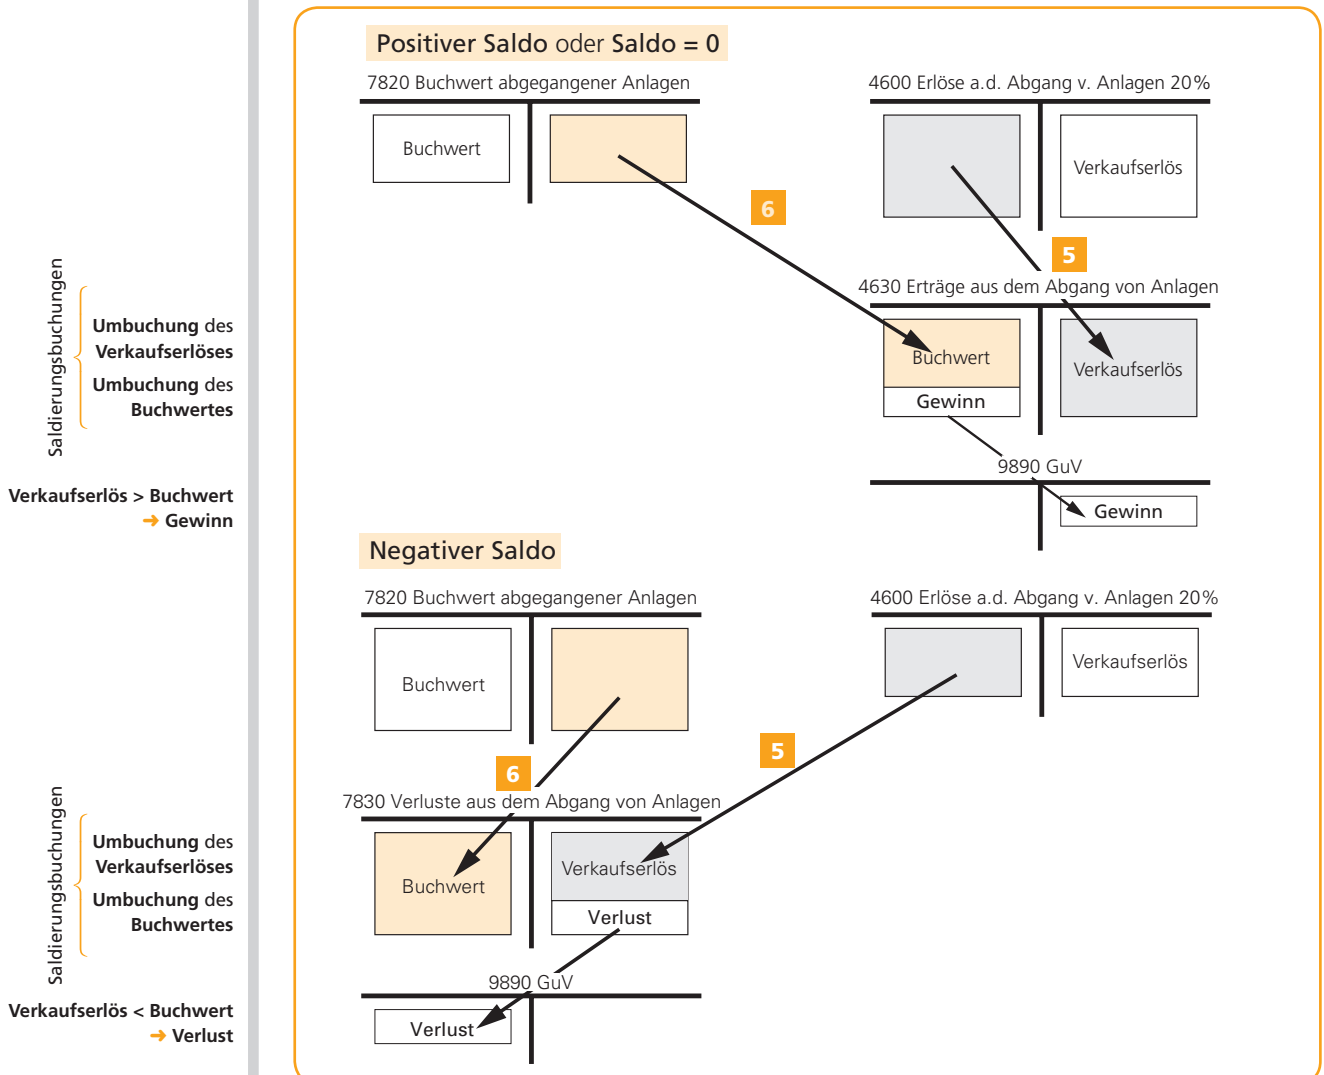 Positiver Saldo oder Saldo = 0
7820 Buchwert abgegangener Anlagen
4600 Erlöse a.d. Abgang v. Anlagen 20%
Buchwert
Verkaufserlös
6
5
4630 Erträge aus dem Abgang von Anlagen
Saldierungsbuchungen
Umbuchung des
Verkaufserlöses
Umbuchung des
Buchwertes
Buchwert
Verkaufserlös
Gewinn
9890 GuV
Verkaufserlös > Buchwert
➔ Gewinn
Gewinn
Negativer Saldo
7820 Buchwert abgegangener Anlagen
4600 Erlöse a.d. Abgang v. Anlagen 20%
Buchwert
Verkaufserlös
6
5
7830 Verluste aus dem Abgang von Anlagen
Saldierungsbuchungen
Umbuchung des
Verkaufserlöses
Umbuchung des
Buchwertes
Buchwert
Verkaufserlös
Verlust
9890 GuV
Verkaufserlös < Buchwert
➔ Verlust
Verlust